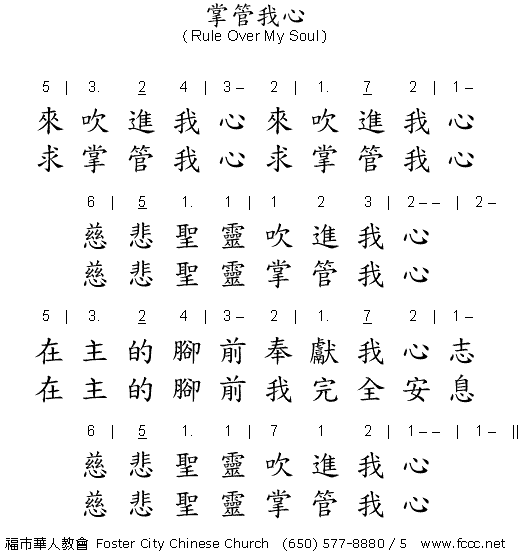 掌管我心
( Rule Over My Soul )
5 | 3. 2 4 | 3 – 2 | 1. 7 2 | 1 –
來吹進我心來吹進我心
求掌管我心求掌管我心
6 | 5 1. 1 | 1 2 3 | 2 – – | 2 –
慈悲聖靈吹進我心
慈悲聖靈掌管我心
5 | 3. 2 4 | 3 – 2 | 1. 7 2 | 1 –
在主的腳前奉獻我心志
在主的腳前我完全安息
6 | 5 1. 1 | 7 1 2 | 1 – – | 1 – ||
慈悲聖靈吹進我心
慈悲聖靈掌管我心
福市華人教會 Foster City Chinese Church (650) 577-8880 / 5 www.fccc.net